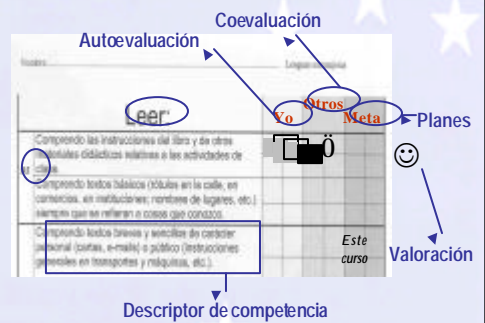 Coevaluación
Autoevaluación
Leer:
Yo
Otros
Meta
Planes
Comprendo las instrucciones del libro y de otros
materiales didácticos relativas a las actividades de
clase.
Ö
Comprendo textos básicos (rótulos en la calle, en
comercios, en instituciones; nombres de lugares, etc.)
siempre que se refieran a cosas que conozco.
Comprendo textos breves y sencillos de carácter
personal (cartas, e-mails) o público (instrucciones
generales en transportes y máquinas, etc.).
Este
curso
Valoración
Descriptor de competencia